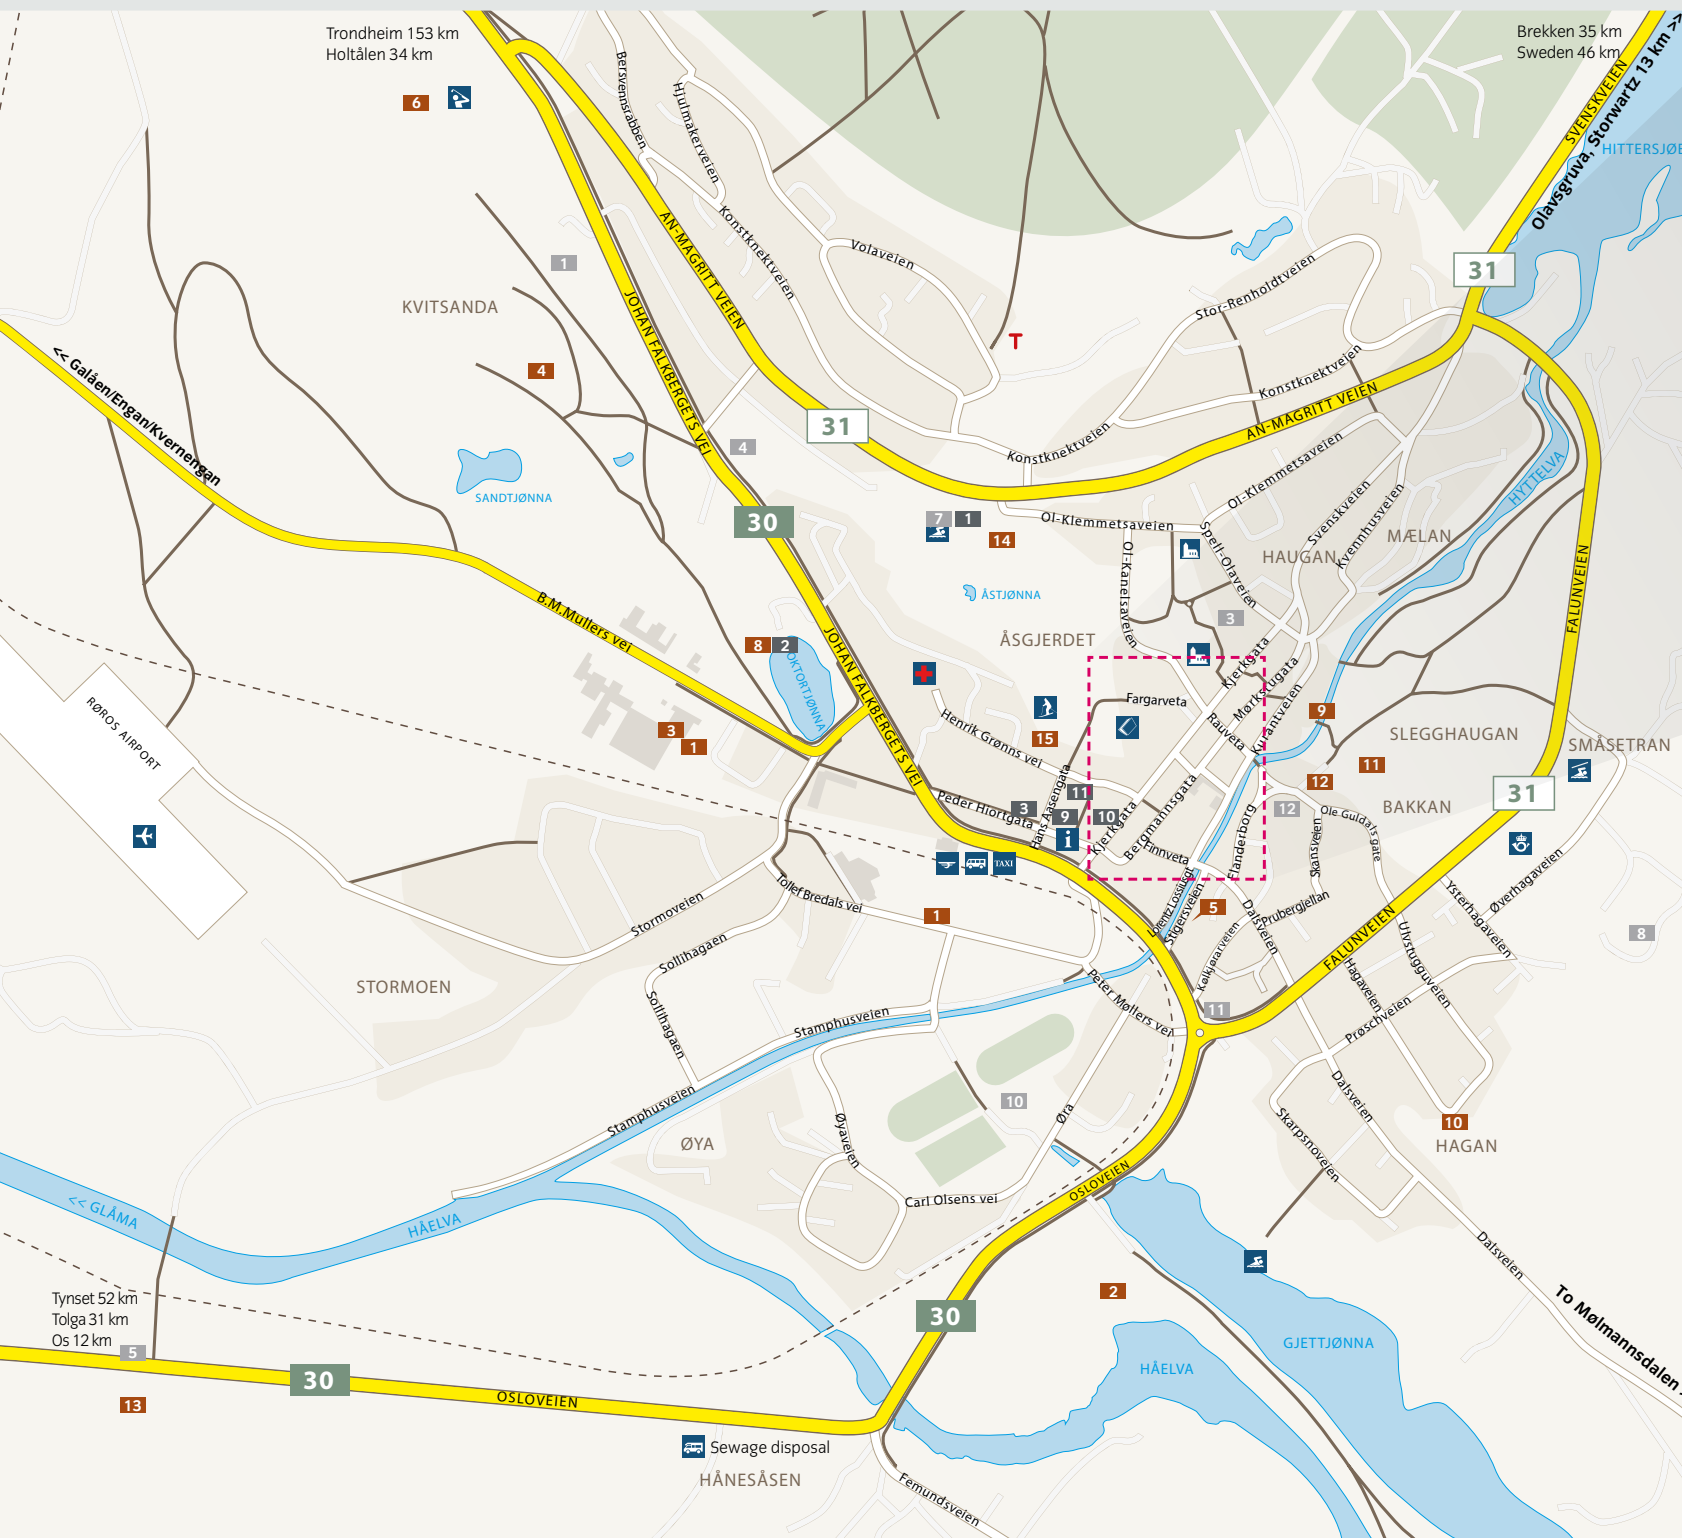 Trondheim 153 km
Holtålen 34 km
Brekken 35 km
Sweden 46 km
SVENSKVEIEN
Olavsgruva, Storwartz 13 km >>
HITTERSJØE
6
Bersvennsrabben
Hjulmakerveien
Konstknektveien
AN-MAGRITT VEIEN
Volaveien
Stor-Renholdtveien
31
1
KVITSANDA
JOHAN FALKBERGETS VEI
T
<< Galåen/Engan/Kvernengan
4
31
4
Konstknektveien
Konstknektveien
AN-MAGRITT VEIEN
SANDTJØNNA
30
7
1
14
Ol-Klemmetsaveien
Ol-Klemmetsaveien
Svenskveien
Kvennhusveien
HYTTELVA
MÆLAN
HAUGAN
Spell-Olaveien
Ol-Kanelsaveien
ÅSTJØNNA
ÅSGJERDET
3
FALUNVEIEN
B.M.Mullers vei
8
2
DOKTORTJØNNA
JOHAN FALKBERGETS VEI
Kjerkgata
Mørkstugata
Kurantveien
Fargarveta
Rauveta
RØROS AIRPORT
3
1
Henrik Grønns vei
15
9
SLEGGHAUGAN
SMÅSETRAN
11
12
31
BAKKAN
Peder Hiortgata
Hans Aasengata
3
11
9
10
i
Kjerkgata
Bergmannsgata
Finnveta
Flanderborg
12
Ole Guldals gate
Skansveien
TAXI
Lorentz Lossiusgt
Stigersveien
5
Dalsveien
Prubergjellan
Kølkjørarveien
Tollef Bredals vei
1
Stormoveien
Sollihagaen
Sollihagaen
STORMOEN
FALUNVEIEN
Ysterhagaveien
Øverhagaveien
8
Ulvstugguveien
Hagaveien
Prøschveien
11
Peter Møllers vei
Stamphusveien
Stamphusveien
10
Øra
Øyaveien
ØYA
Dalsveien
Skarpsnoveien
10
HAGAN
Carl Olsens vei
OSLOVEIEN
<< GLÅMA
HÅELVA
Dalsveien
To Mølmannsdalen
Tynset 52 km
Tolga 31 km
Os 12 km
5
13
30
OSLOVEIEN
30
2
GJETTJØNNA
HÅELVA
Sewage disposal
HÅNESÅSEN
Femundsveien